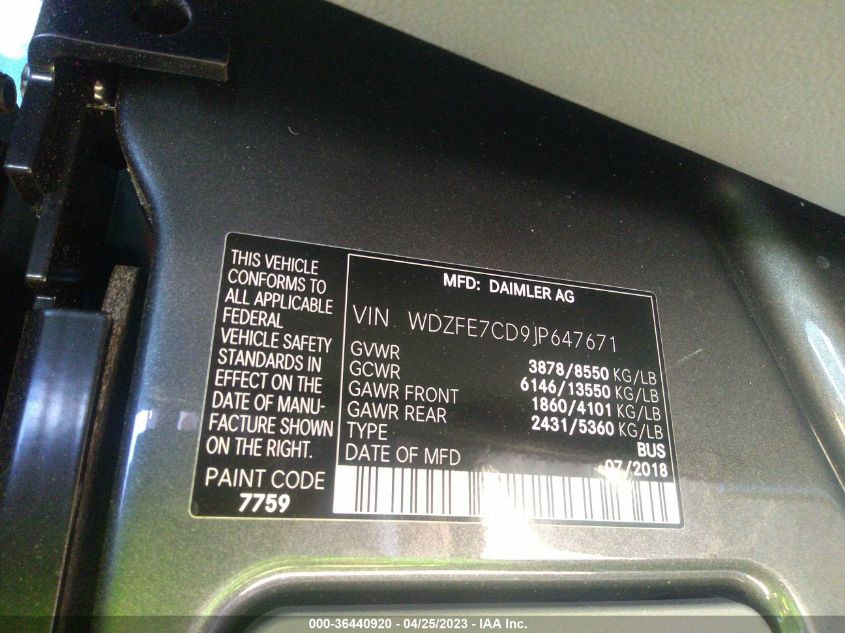 THIS VEHICLE
CONFORMS TO
ALL APPLICABLE
FEDERAL
VEHICLE SAFETY
STANDARDS IN
EFFECT ON THE
DATE OF MANU-
FACTURE SHOWN
ON THE RIGHT.
PAINT CODE
7759
MFD: DAIMLER AG
VIN WDZFE7CD9JP647671
GVWR 3878/8550 KG/LB
GCWR 6146/13550 KG/LB
GAWR FRONT 1860/4101 KG/LB
GAWR REAR 2431/5360 KG/LB
TYPE BUS
DATE OF MFD 07/2018
000-36440920 - 04/25/2023 - IAA Inc.